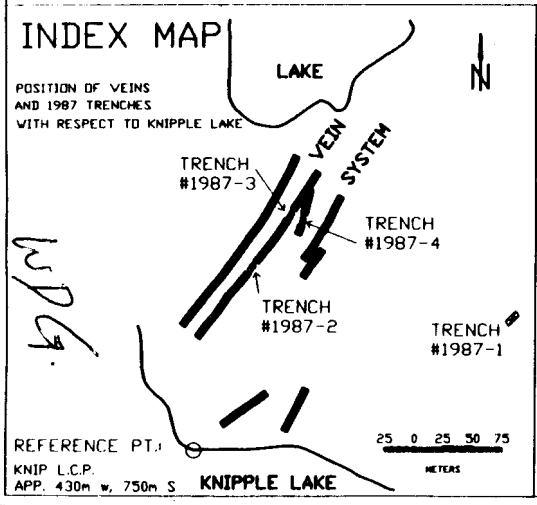 INDEX MAP
LAKE
N
POSITION OF VEINS
AND 1987 TRENCHES
WITH RESPECT TO KNIPPLE LAKE
VEIN
SYSTEM
TRENCH
#1987-3
TRENCH
#1987-4
TRENCH
#1987-2
TRENCH
#1987-1
REFERENCE PT.
KNIP L.C.P.
APP. 430m w, 750m S
KNIPPLE LAKE
25 0 25 50 75
METERS